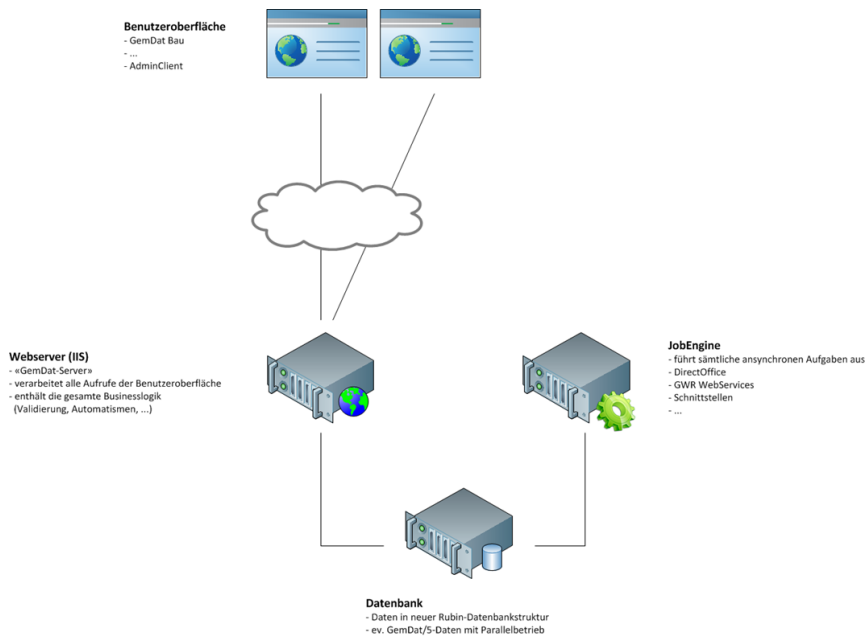 Benutzeroberfläche
- GemDat Bau
- ...
- AdminClient
Webserver (IIS)
- «GemDat-Server»
- verarbeitet alle Aufrufe der Benutzeroberfläche
- enthält die gesamte Businesslogik
(Validierung, Automatismen, ...)
JobEngine
- führt sämtliche ansynchronen Aufgaben aus
- DirectOffice
- GWR WebServices
- Schnittstellen
- ...
Datenbank
- Daten in neuer Rubin-Datenbankstruktur
- ev. GemDat/5-Daten mit Parallelbetrieb